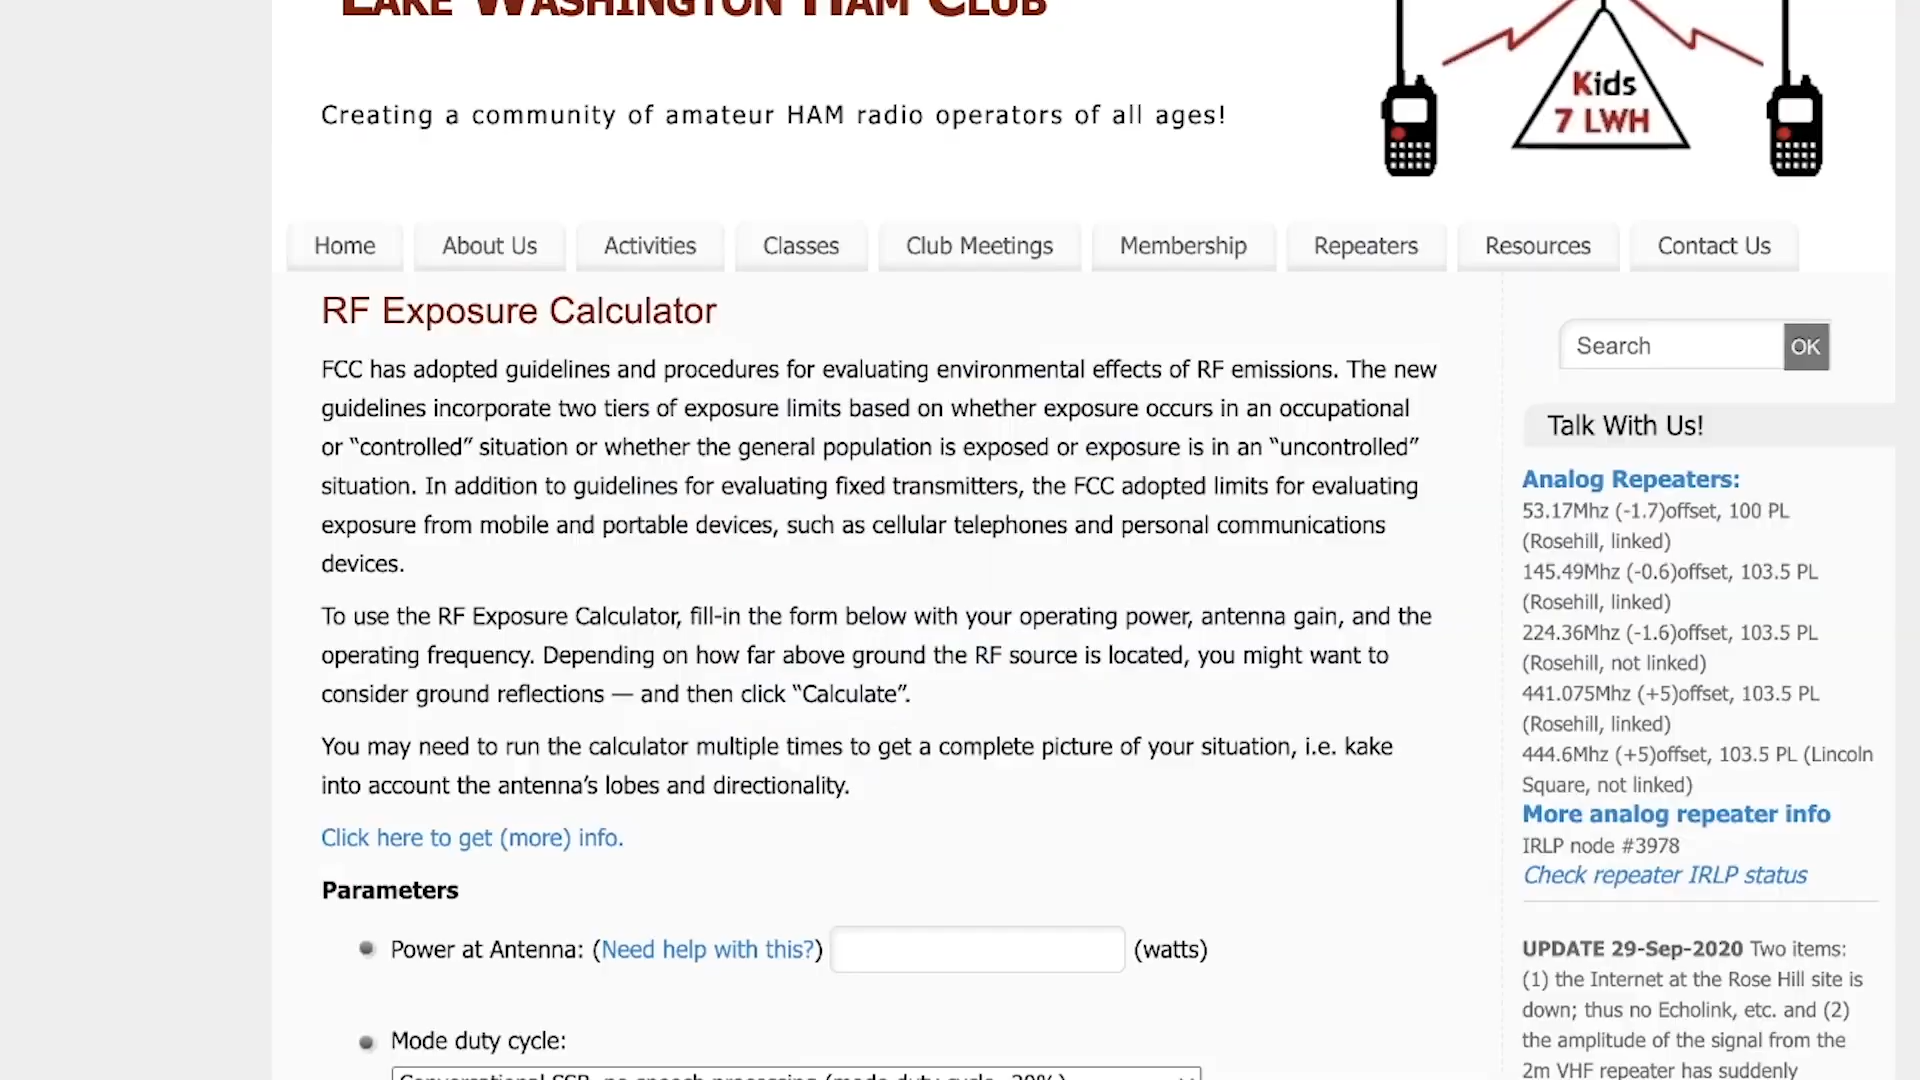 LAKE WASHINGTON HAM CLUB
Creating a community of amateur HAM radio operators of all ages!
Kids
7 LWH
Home
About Us
Activities
Classes
Club Meetings
Membership
Repeaters
Resources
Contact Us
RF Exposure Calculator
FCC has adopted guidelines and procedures for evaluating environmental effects of RF emissions. The new
guidelines incorporate two tiers of exposure limits based on whether exposure occurs in an occupational
or “controlled” situation or whether the general population is exposed or exposure is in an “uncontrolled”
situation. In addition to guidelines for evaluating fixed transmitters, the FCC adopted limits for evaluating
exposure from mobile and portable devices, such as cellular telephones and personal communications
devices.
To use the RF Exposure Calculator, fill-in the form below with your operating power, antenna gain, and the
operating frequency. Depending on how far above ground the RF source is located, you might want to
consider ground reflections — and then click “Calculate”.
You may need to run the calculator multiple times to get a complete picture of your situation, i.e. kake
into account the antenna’s lobes and directionality.
Click here to get (more) info.
Parameters
Power at Antenna: (Need help with this?) (watts)
Mode duty cycle:
Conversational SSB, no speech processing (mode duty cycle=20%)
Search
OK
Talk With Us!
Analog Repeaters:
53.17Mhz (-1.7)offset, 100 PL
(Rosehill, linked)
145.49Mhz (-0.6)offset, 103.5 PL
(Rosehill, linked)
224.36Mhz (-1.6)offset, 103.5 PL
(Rosehill, not linked)
441.075Mhz (+5)offset, 103.5 PL
(Rosehill, linked)
444.6Mhz (+5)offset, 103.5 PL (Lincoln
Square, not linked)
More analog repeater info
IRLP node #3978
Check repeater IRLP status
UPDATE 29-Sep-2020 Two items:
(1) the Internet at the Rose Hill site is
down; thus no Echolink, etc. and (2)
the amplitude of the signal from the
2m VHF repeater has suddenly